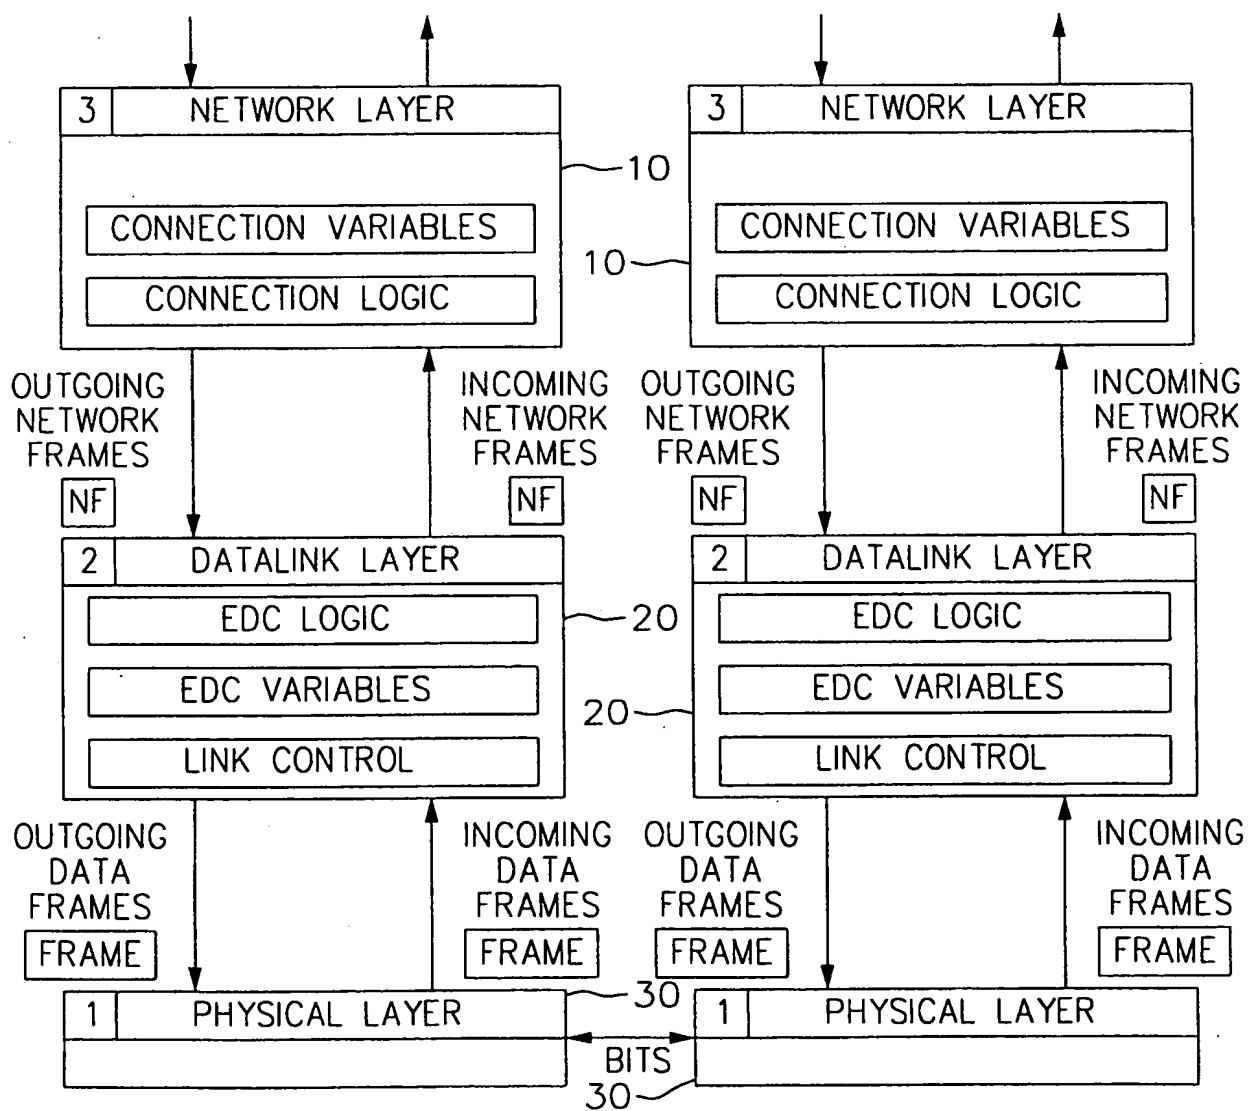 3 NETWORK LAYER
CONNECTION VARIABLES
CONNECTION LOGIC
10
3 NETWORK LAYER
CONNECTION VARIABLES
CONNECTION LOGIC
10
OUTGOING
NETWORK
FRAMES
NF
INCOMING
NETWORK
FRAMES
NF
OUTGOING
NETWORK
FRAMES
NF
INCOMING
NETWORK
FRAMES
NF
2 DATALINK LAYER
EDC LOGIC
EDC VARIABLES
LINK CONTROL
20
2 DATALINK LAYER
EDC LOGIC
EDC VARIABLES
LINK CONTROL
20
OUTGOING
DATA
FRAMES
FRAME
INCOMING
DATA
FRAMES
FRAME
OUTGOING
DATA
FRAMES
FRAME
INCOMING
DATA
FRAMES
FRAME
1 PHYSICAL LAYER
30
BITS
1 PHYSICAL LAYER
30